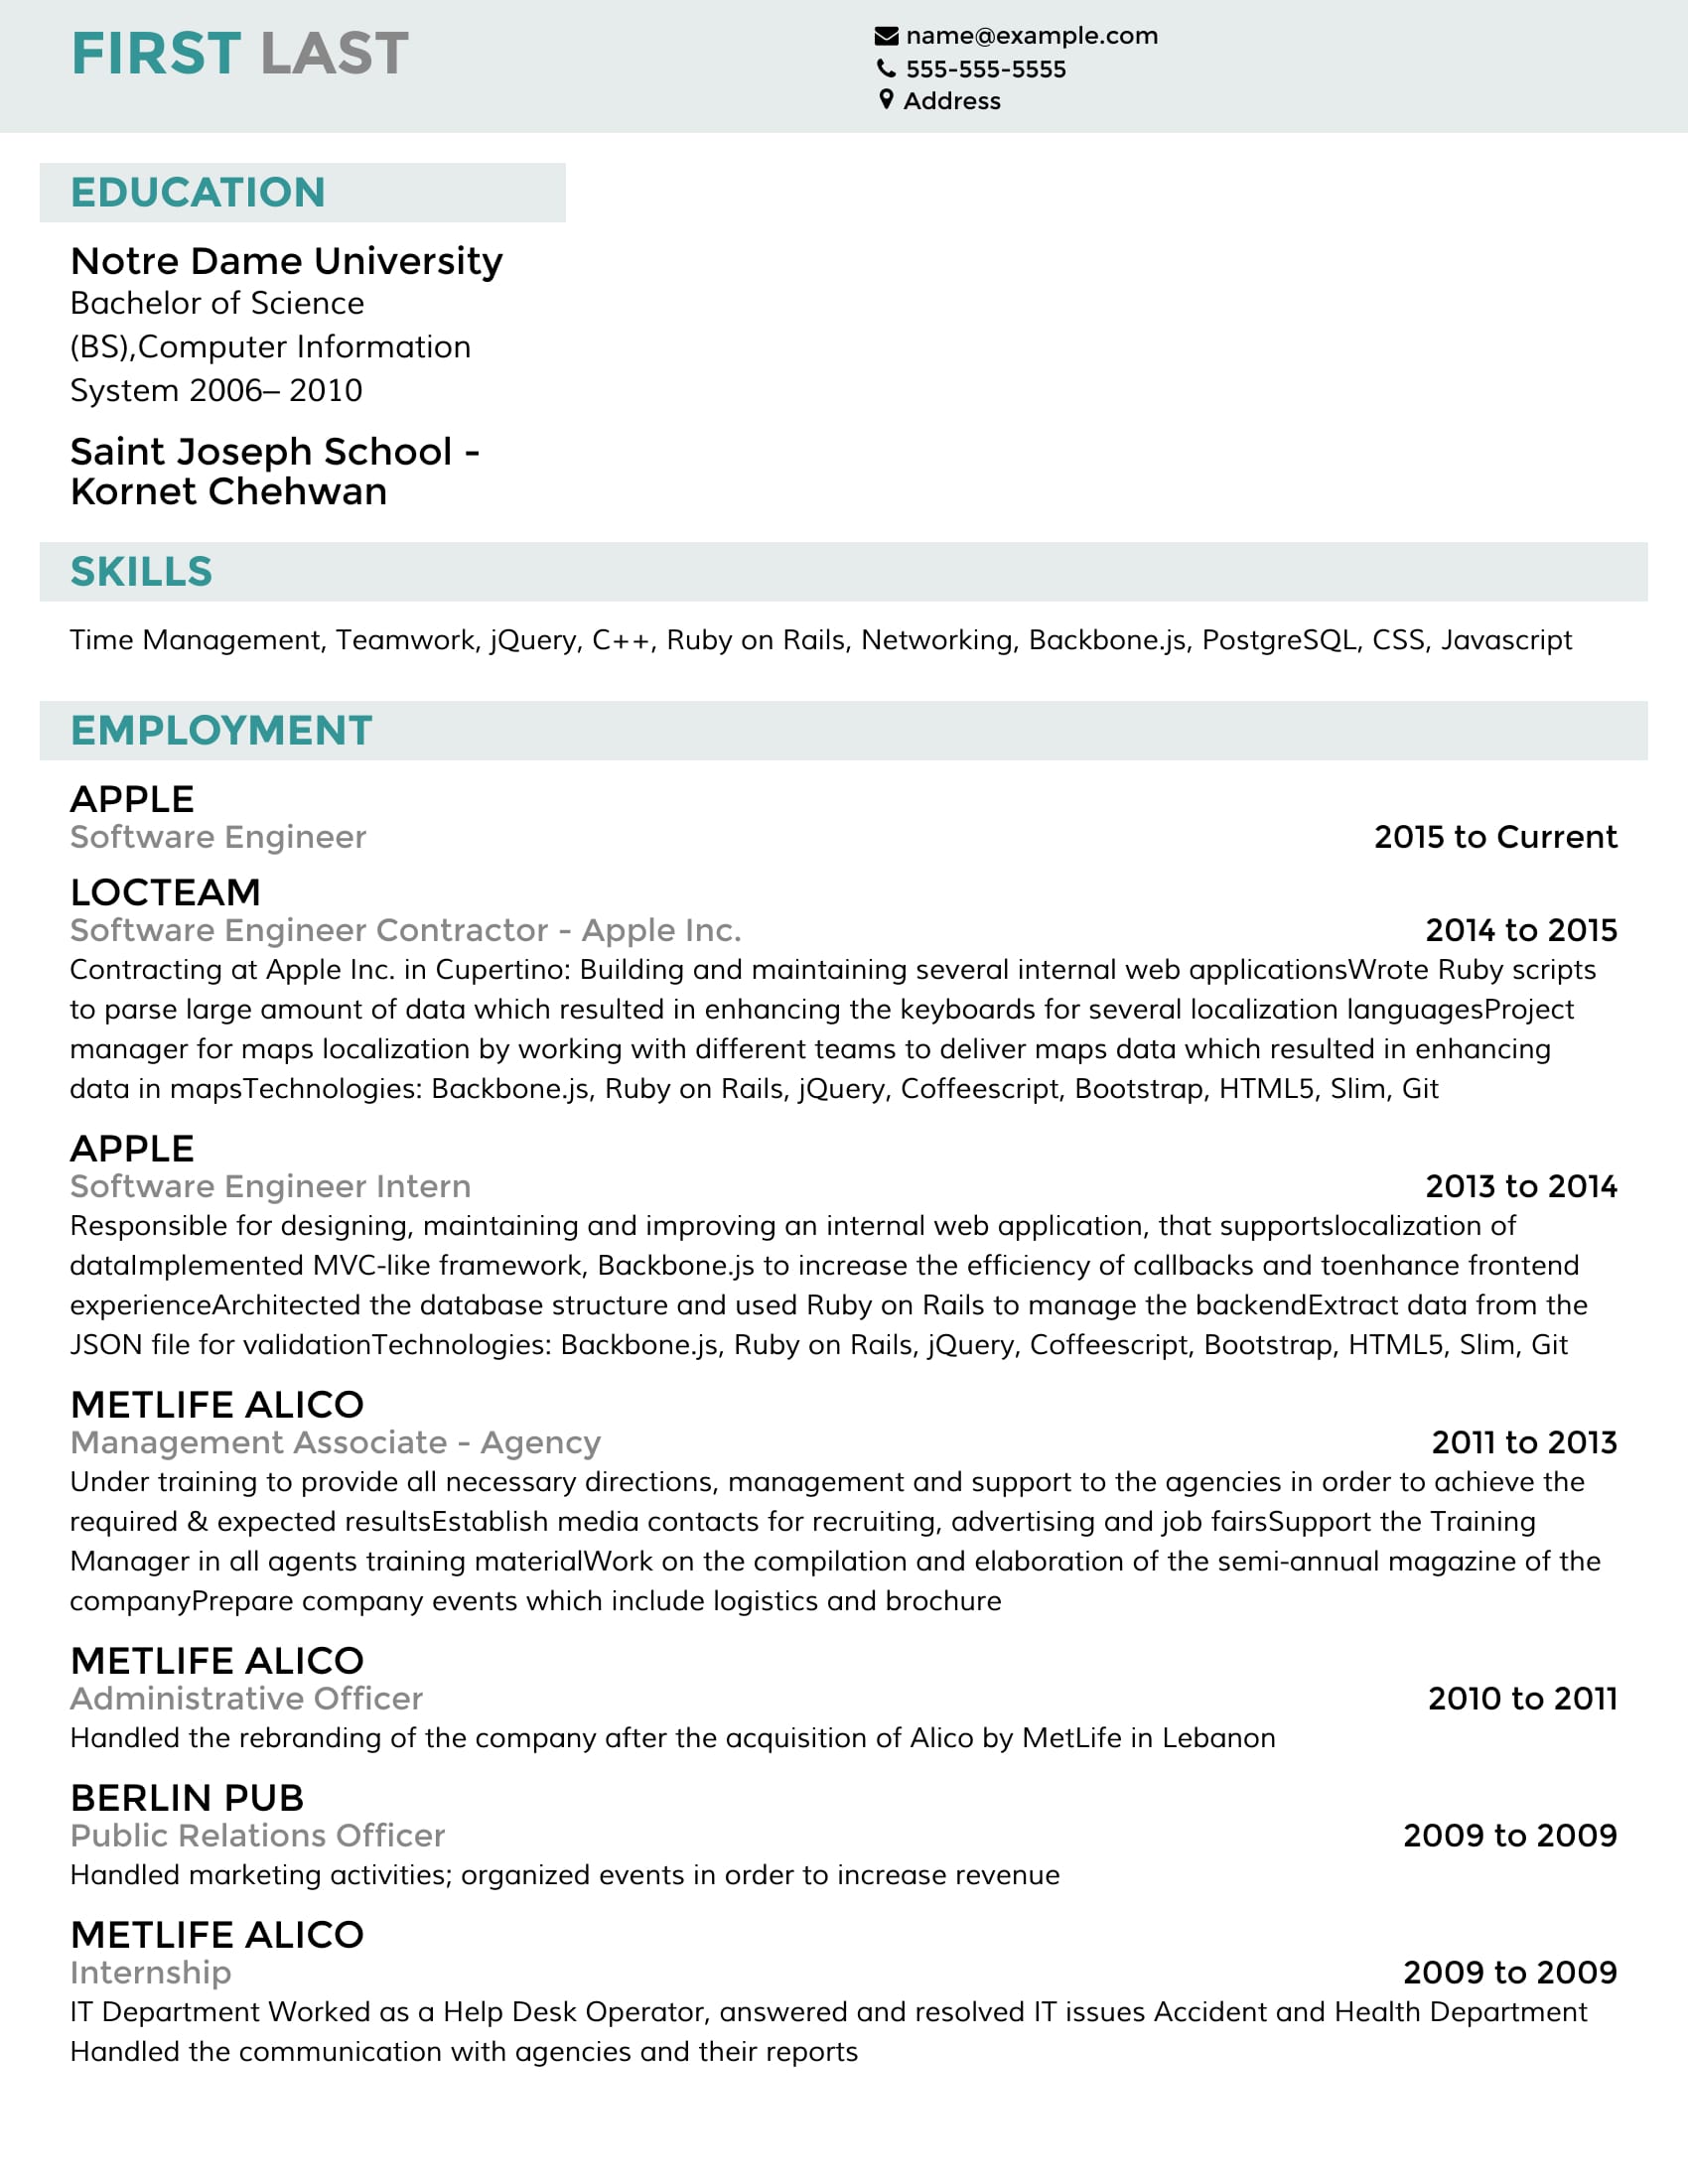 FIRST LAST
name@example.com
555-555-5555
Address
EDUCATION
Notre Dame University
Bachelor of Science
(BS),Computer Information
System 2006– 2010
Saint Joseph School -
Kornet Chehwan
SKILLS
Time Management, Teamwork, jQuery, C++, Ruby on Rails, Networking, Backbone.js, PostgreSQL, CSS, Javascript
EMPLOYMENT
APPLE
Software Engineer 2015 to Current
LOCTEAM
Software Engineer Contractor - Apple Inc. 2014 to 2015
Contracting at Apple Inc. in Cupertino: Building and maintaining several internal web applicationsWrote Ruby scripts
to parse large amount of data which resulted in enhancing the keyboards for several localization languagesProject
manager for maps localization by working with different teams to deliver maps data which resulted in enhancing
data in mapsTechnologies: Backbone.js, Ruby on Rails, jQuery, Coffeescript, Bootstrap, HTML5, Slim, Git
APPLE
Software Engineer Intern 2013 to 2014
Responsible for designing, maintaining and improving an internal web application, that supportslocalization of
dataImplemented MVC-like framework, Backbone.js to increase the efficiency of callbacks and toenhance frontend
experienceArchitected the database structure and used Ruby on Rails to manage the backendExtract data from the
JSON file for validationTechnologies: Backbone.js, Ruby on Rails, jQuery, Coffeescript, Bootstrap, HTML5, Slim, Git
METLIFE ALICO
Management Associate - Agency 2011 to 2013
Under training to provide all necessary directions, management and support to the agencies in order to achieve the
required & expected resultsEstablish media contacts for recruiting, advertising and job fairsSupport the Training
Manager in all agents training materialWork on the compilation and elaboration of the semi-annual magazine of the
companyPrepare company events which include logistics and brochure
METLIFE ALICO
Administrative Officer 2010 to 2011
Handled the rebranding of the company after the acquisition of Alico by MetLife in Lebanon
BERLIN PUB
Public Relations Officer 2009 to 2009
Handled marketing activities; organized events in order to increase revenue
METLIFE ALICO
Internship 2009 to 2009
IT Department Worked as a Help Desk Operator, answered and resolved IT issues Accident and Health Department
Handled the communication with agencies and their reports